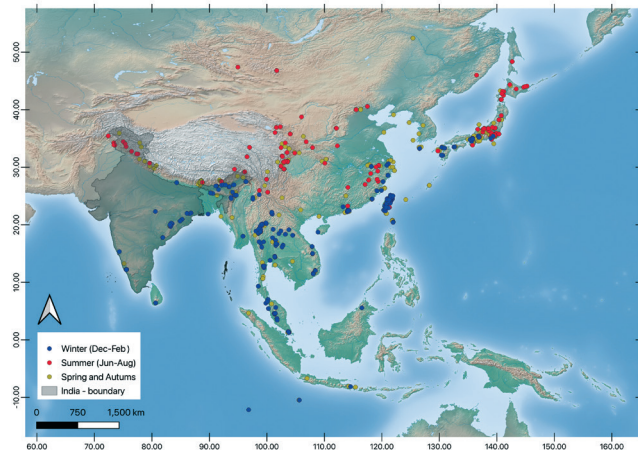 50.00
40.00
30.00
20.00
10.00
0.00
-10.00
Winter (Dec-Feb)
Summer (Jun-Aug)
Spring and Autums
India - boundary
0 750 1,500 km
60.00 70.00 80.00 90.00 100.00 110.00 120.00 130.00 140.00 150.00 160.00